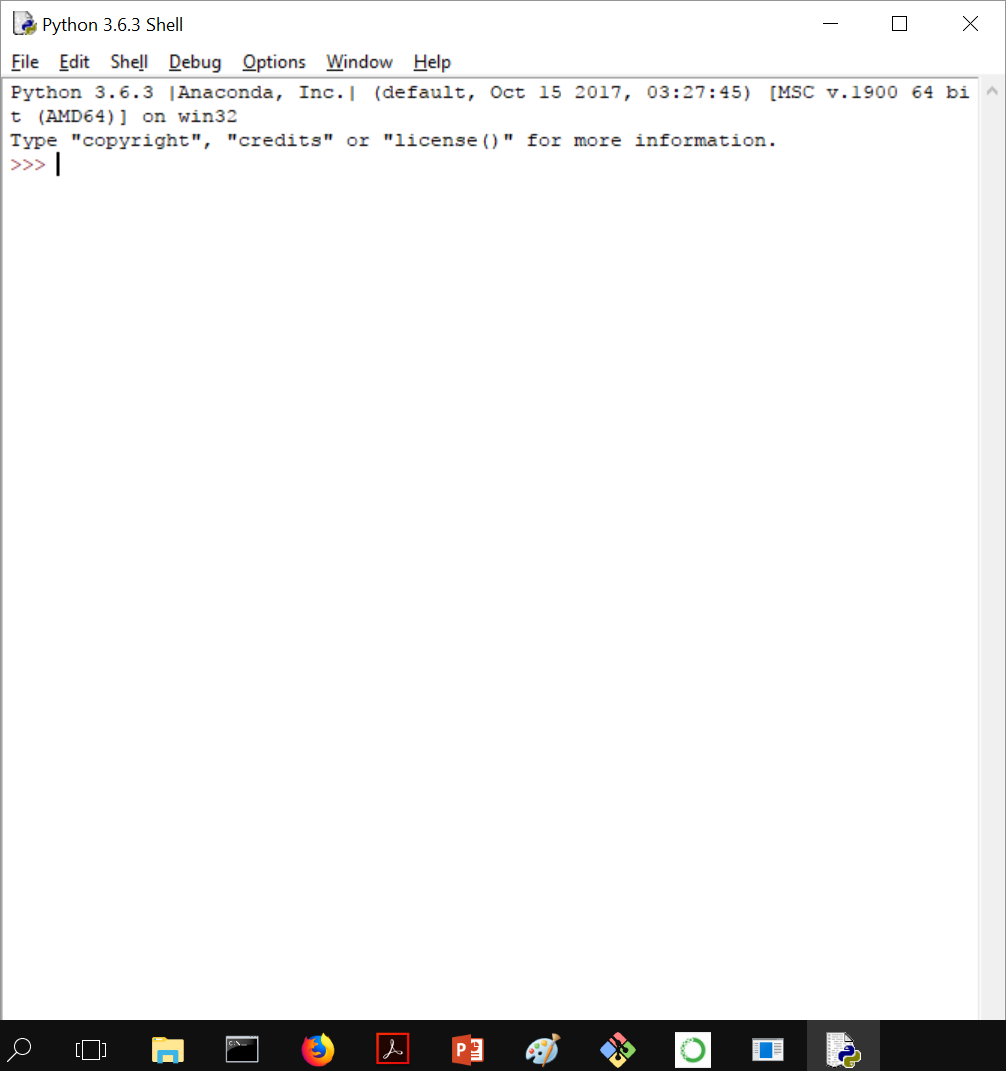 Python 3.6.3 Shell
File Edit Shell Debug Options Window Help
Python 3.6.3 |Anaconda, Inc.| (default, Oct 15 2017, 03:27:45) [MSC v.1900 64 bi
t (AMD64)] on win32
Type "copyright", "credits" or "license()" for more information.
>>>